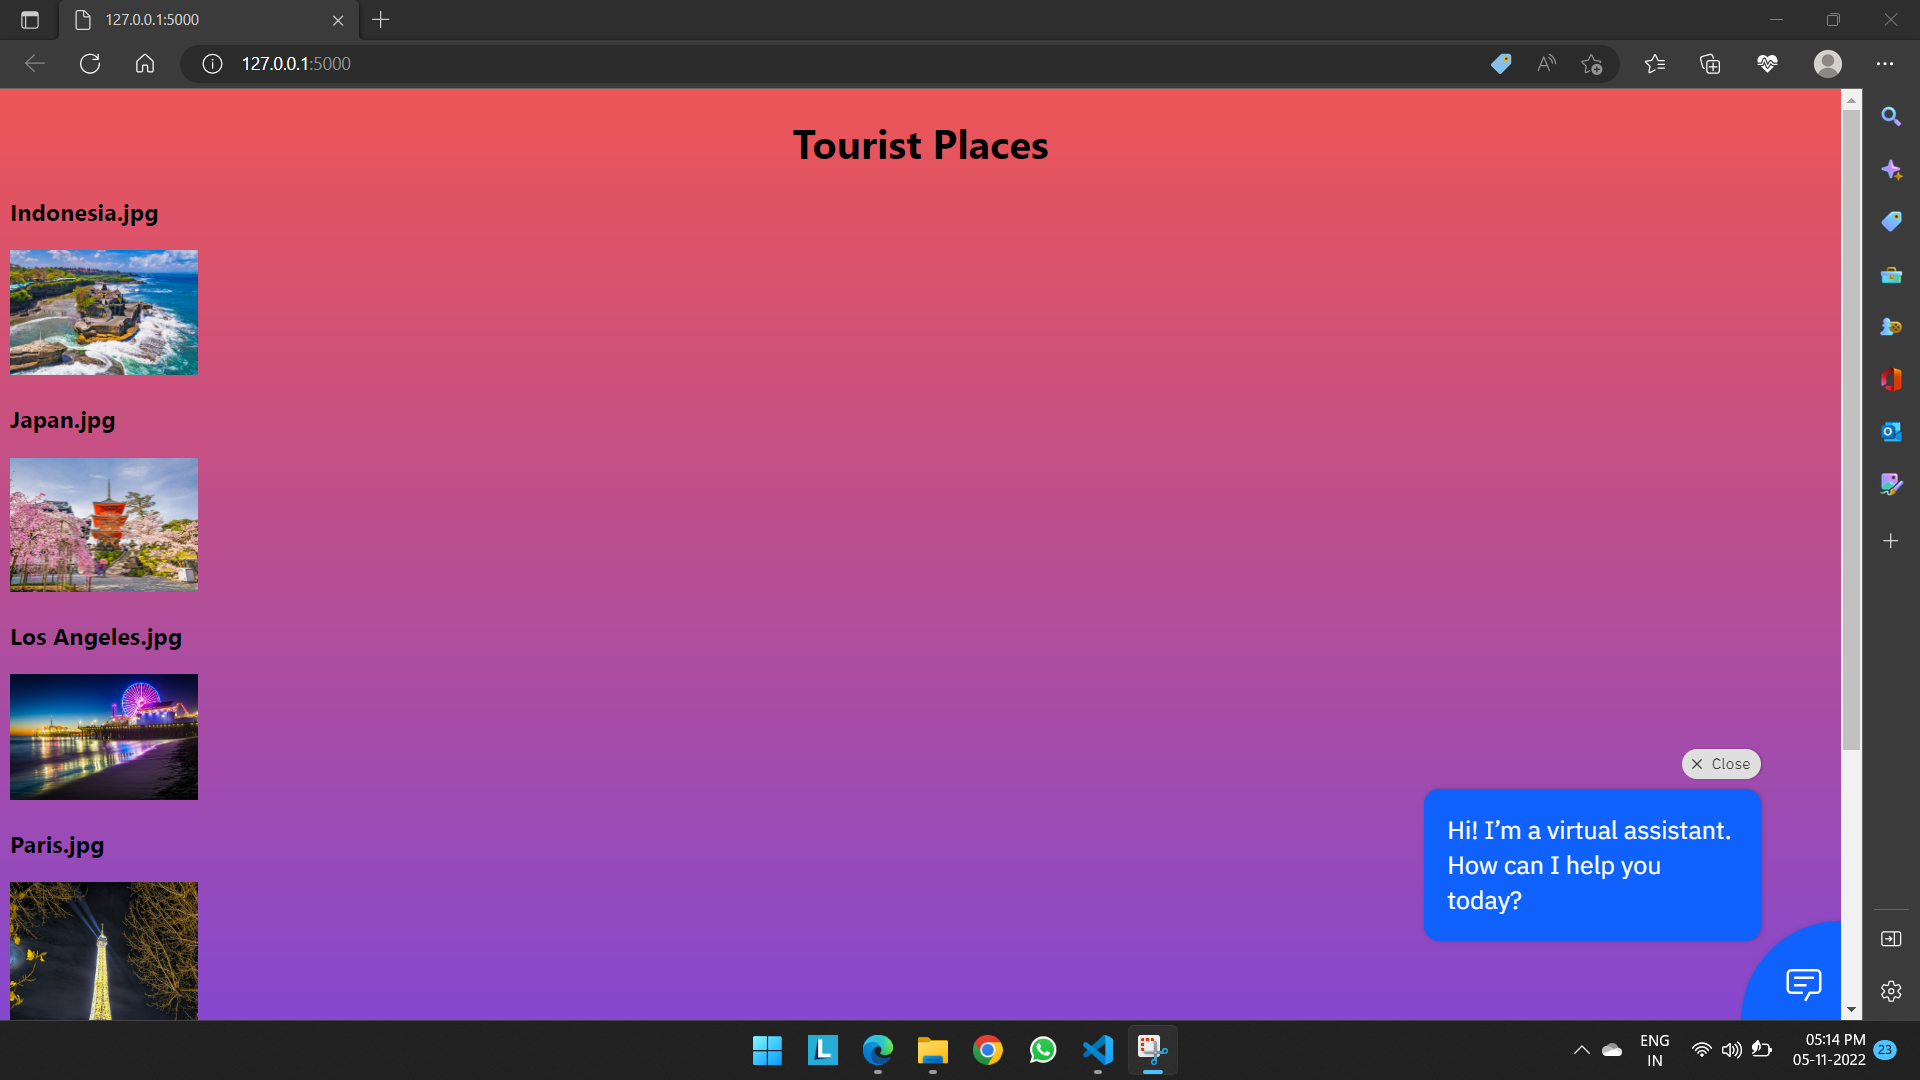 127.0.0.1:5000
127.0.0.1:5000
Tourist Places
Indonesia.jpg
Japan.jpg
Los Angeles.jpg
Paris.jpg
Close
Hi! I’m a virtual assistant.
How can I help you
today?
L
ENG
IN
05:14 PM
05-11-2022
23